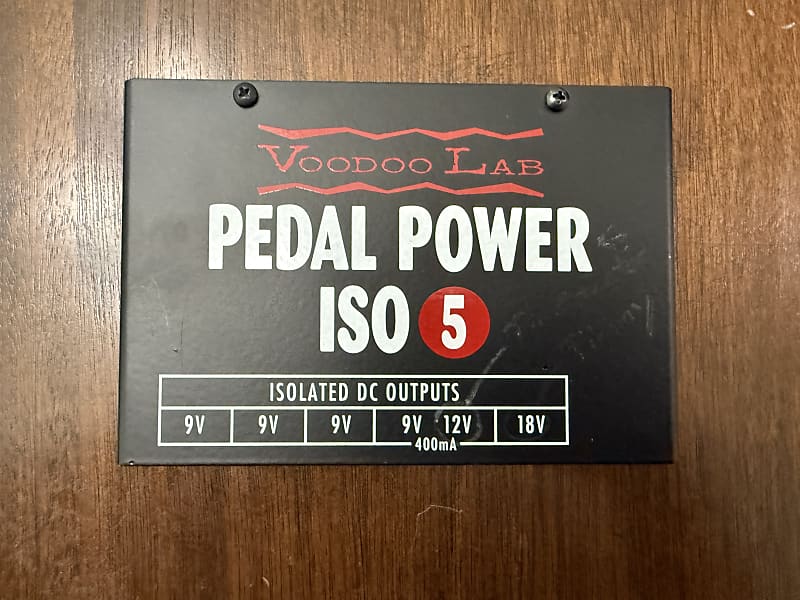 VOODOO LAB
PEDAL POWER
ISO 5
ISOLATED DC OUTPUTS
9V 9V 9V 9V 12V 18V
400mA